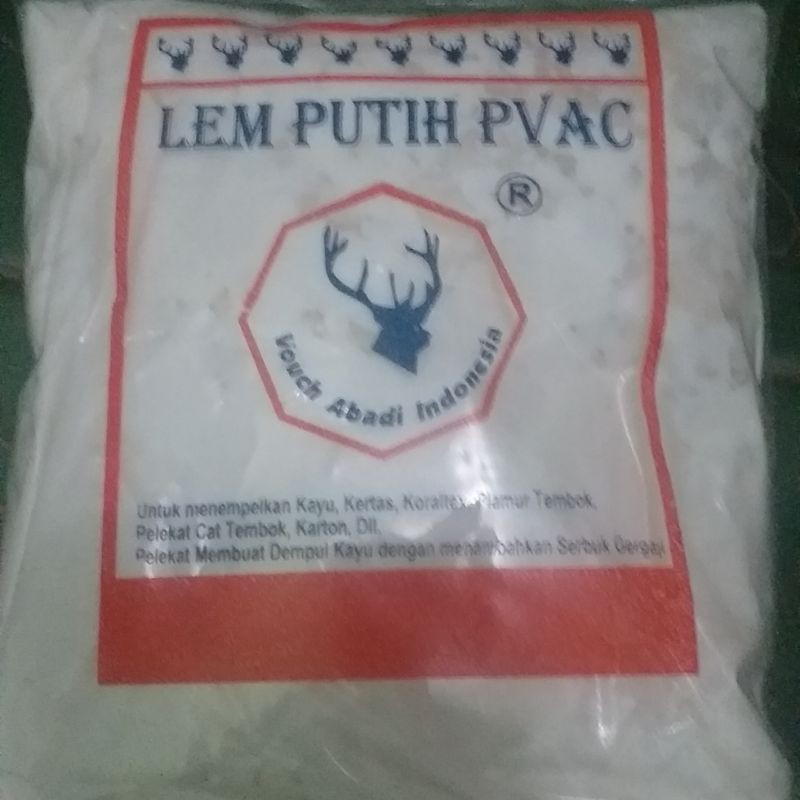 LEM PUTIH PVAC
®
Vouch Abadi Indonesia
Untuk menempelkan Kayu, Kertas, Koraltex, Plamur Tembok,
Pelekat Cat Tembok, Karton, Dll,
Pelekat Membuat Dempul Kayu dengan menambahkan Serbuk Gergaji